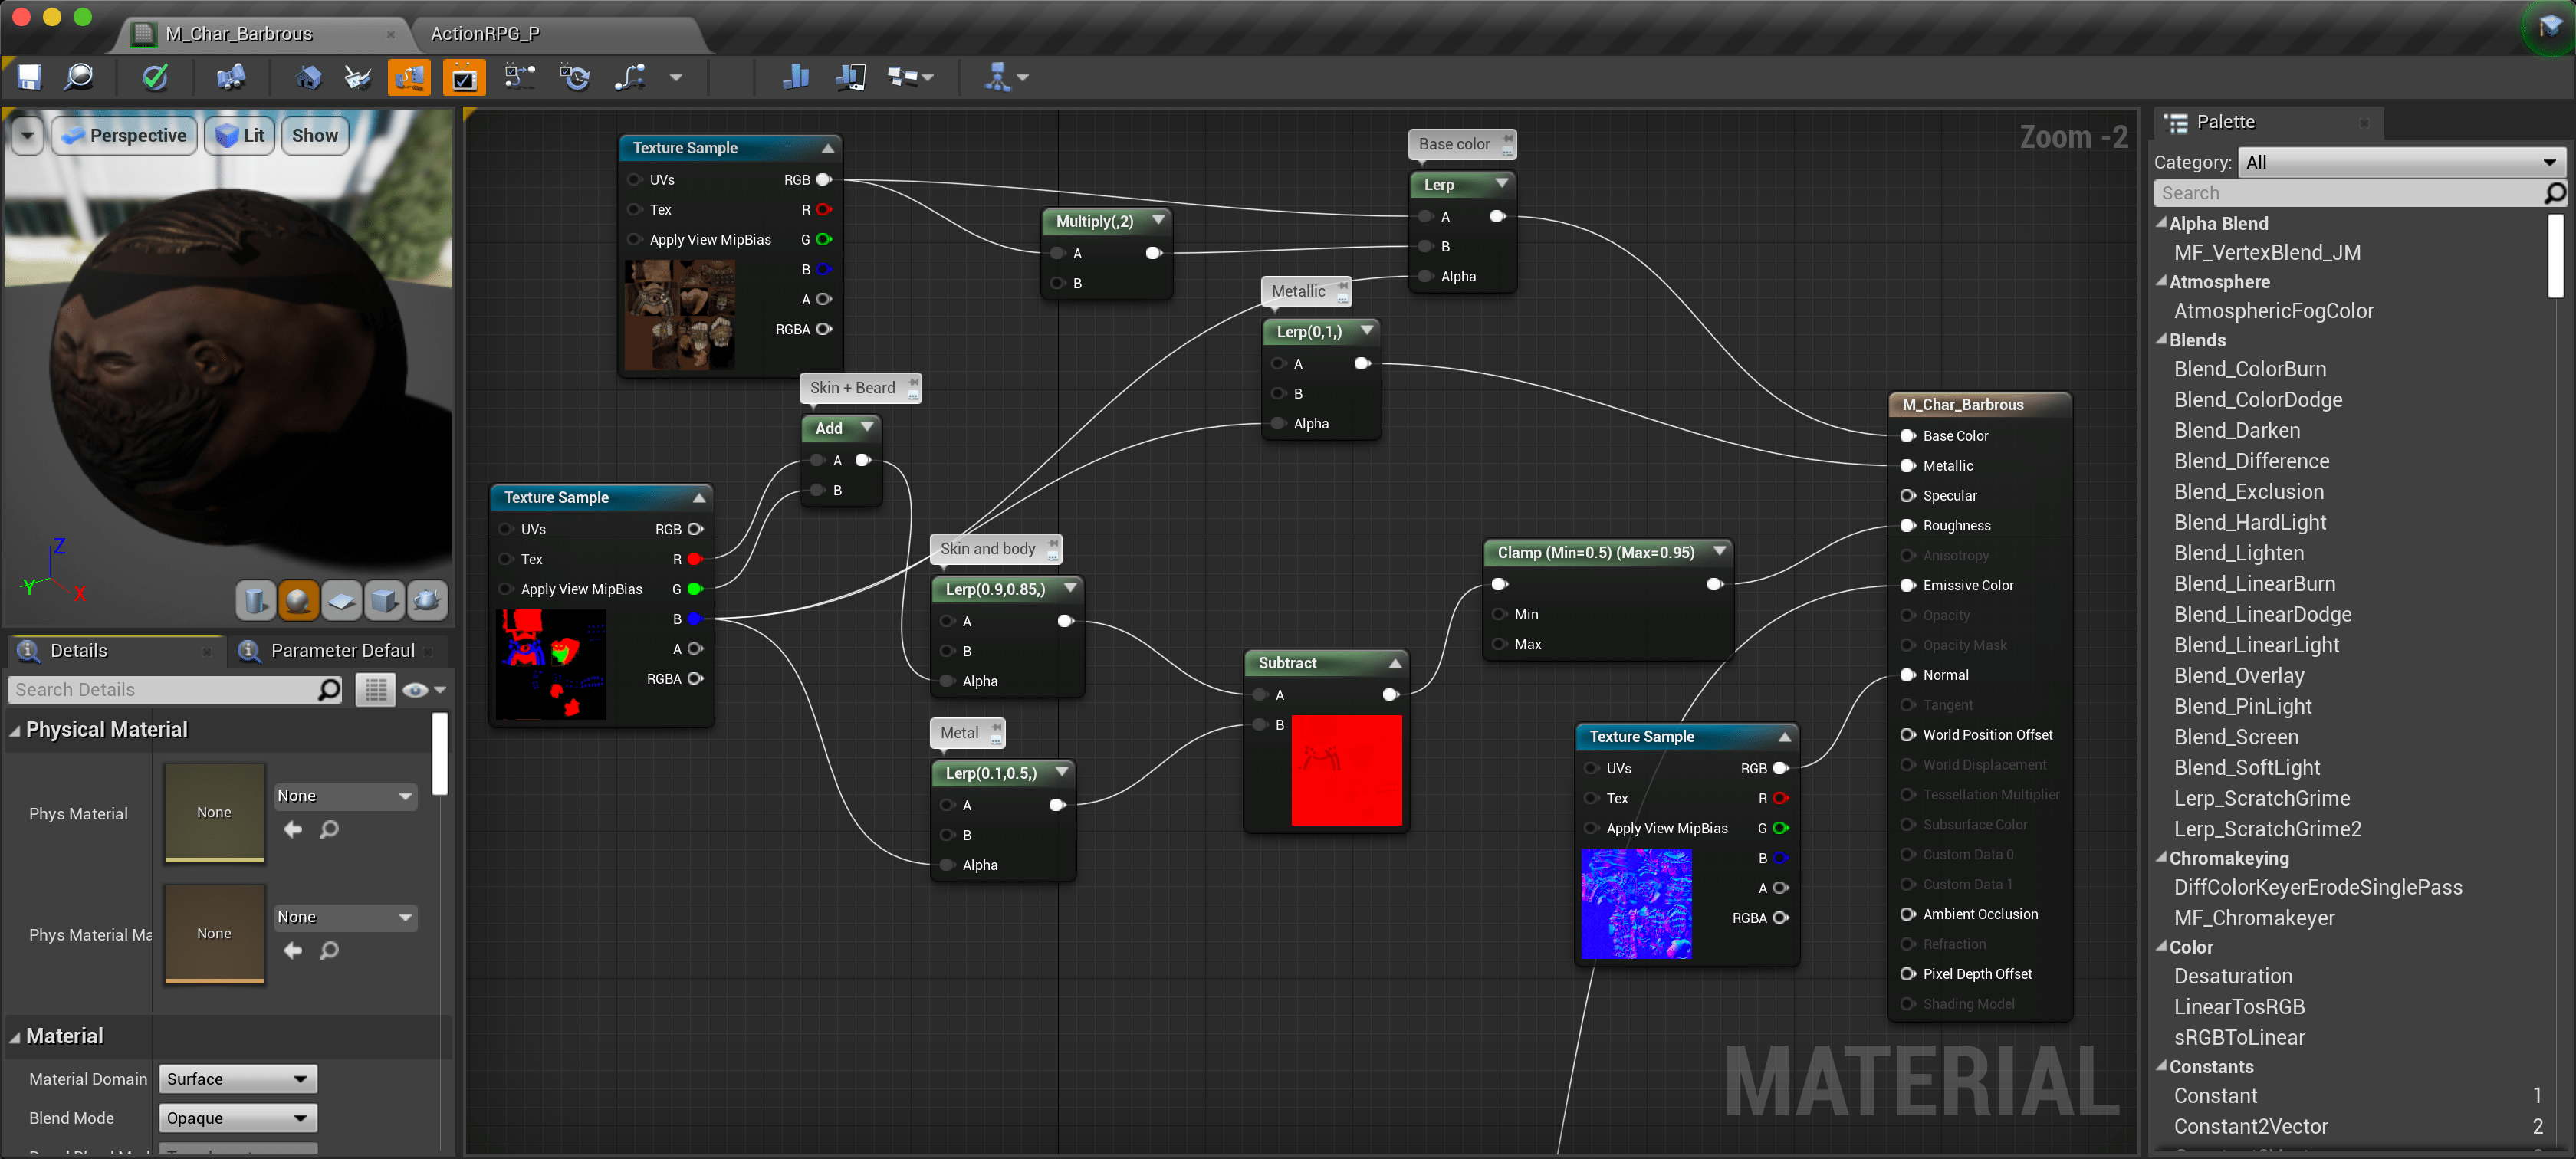 M_Char_Barbrous
ActionRPG_P
Perspective
Lit
Show
Z
Y
X
Details
Parameter Defaul
Search Details
Physical Material
Phys Material
None
None
Phys Material Ma
None
None
Material
Material Domain
Surface
Blend Mode
Opaque
Zoom -2
Texture Sample
UVs
RGB
Tex
R
Apply View MipBias
G
B
A
RGBA
Multiply(,2)
A
B
Base color
Lerp
A
B
Alpha
Metallic
Lerp(0,1,)
A
B
Alpha
Skin + Beard
Add
A
B
Texture Sample
UVs
RGB
Tex
R
Apply View MipBias
G
B
A
RGBA
Skin and body
Lerp(0.9,0.85,)
A
B
Alpha
Metal
Lerp(0.1,0.5,)
A
B
Alpha
Subtract
A
B
Clamp (Min=0.5) (Max=0.95)
Min
Max
Texture Sample
UVs
RGB
Tex
R
Apply View MipBias
G
B
A
RGBA
M_Char_Barbrous
Base Color
Metallic
Specular
Roughness
Anisotropy
Emissive Color
Opacity
Opacity Mask
Normal
Tangent
World Position Offset
World Displacement
Tessellation Multiplier
Subsurface Color
Custom Data 0
Custom Data 1
Ambient Occlusion
Refraction
Pixel Depth Offset
Shading Model
MATERIAL
Palette
Category:
All
Search
Alpha Blend
MF_VertexBlend_JM
Atmosphere
AtmosphericFogColor
Blends
Blend_ColorBurn
Blend_ColorDodge
Blend_Darken
Blend_Difference
Blend_Exclusion
Blend_HardLight
Blend_Lighten
Blend_LinearBurn
Blend_LinearDodge
Blend_LinearLight
Blend_Overlay
Blend_PinLight
Blend_Screen
Blend_SoftLight
Lerp_ScratchGrime
Lerp_ScratchGrime2
Chromakeying
DiffColorKeyerErodeSinglePass
MF_Chromakeyer
Color
Desaturation
LinearTosRGB
sRGBToLinear
Constants
Constant 1
Constant2Vector 2